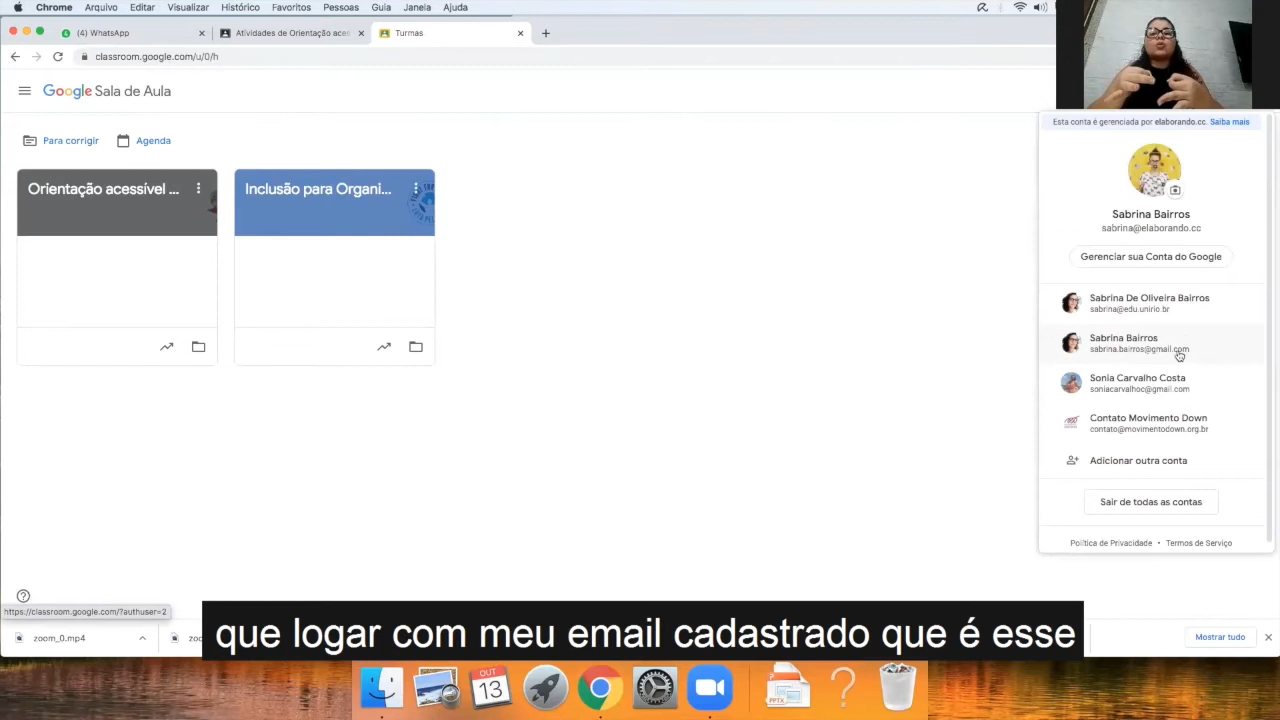 Chrome Arquivo Editar Visualizar Histórico Favoritos Pessoas Guia Janela Ajuda
(4) WhatsApp
Atividades de Orientação aces
Turmas
classroom.google.com/u/0/h
Google Sala de Aula
Para corrigir
Agenda
Orientação acessível ...
Inclusão para Organi...
Esta conta é gerenciada por elaborando.cc. Saiba mais
Sabrina Bairros
sabrina@elaborando.cc
Gerenciar sua Conta do Google
Sabrina De Oliveira Bairros
sabrina@edu.unirio.br
Sabrina Bairros
sabrina.bairros@gmail.com
Sonia Carvalho Costa
soniacarvalhoc@gmail.com
Contato Movimento Down
contato@movimentodown.org.br
Adicionar outra conta
Sair de todas as contas
Política de Privacidade • Termos de Serviço
https://classroom.google.com/?authuser=2
zoom_0.mp4
Mostrar tudo
que logar com meu email cadastrado que é esse
OUT
13
PPTX